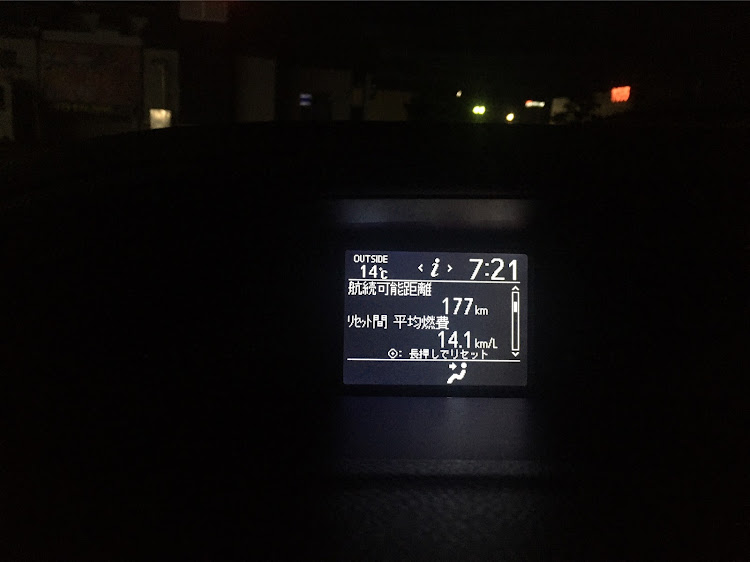 OUTSIDE
14℃
‹ i › 7:21
航続可能距離
177km
ﾘｾｯﾄ間 平均燃費
14.1km/L
⊙: 長押しでリセット